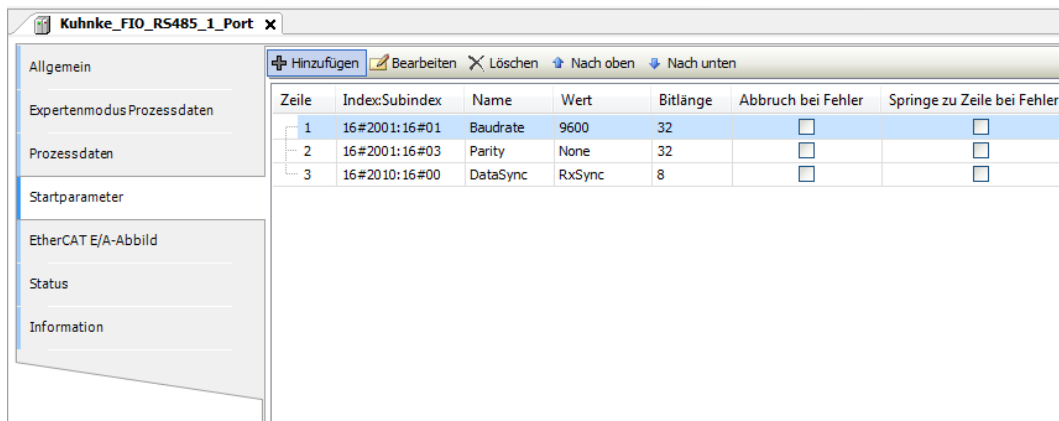 Kuhnke_FIO_RS485_1_Port X
Allgemein
Expertenmodus Prozessdaten
Prozessdaten
Startparameter
EtherCAT E/A-Abbild
Status
Information
Hinzufügen Bearbeiten Löschen Nach oben Nach unten
Zeile Index:Subindex Name Wert Bitlänge Abbruch bei Fehler Springe zu Zeile bei Fehler
1 16#2001:16#01 Baudrate 9600 32
2 16#2001:16#03 Parity None 32
3 16#2010:16#00 DataSync RxSync 8